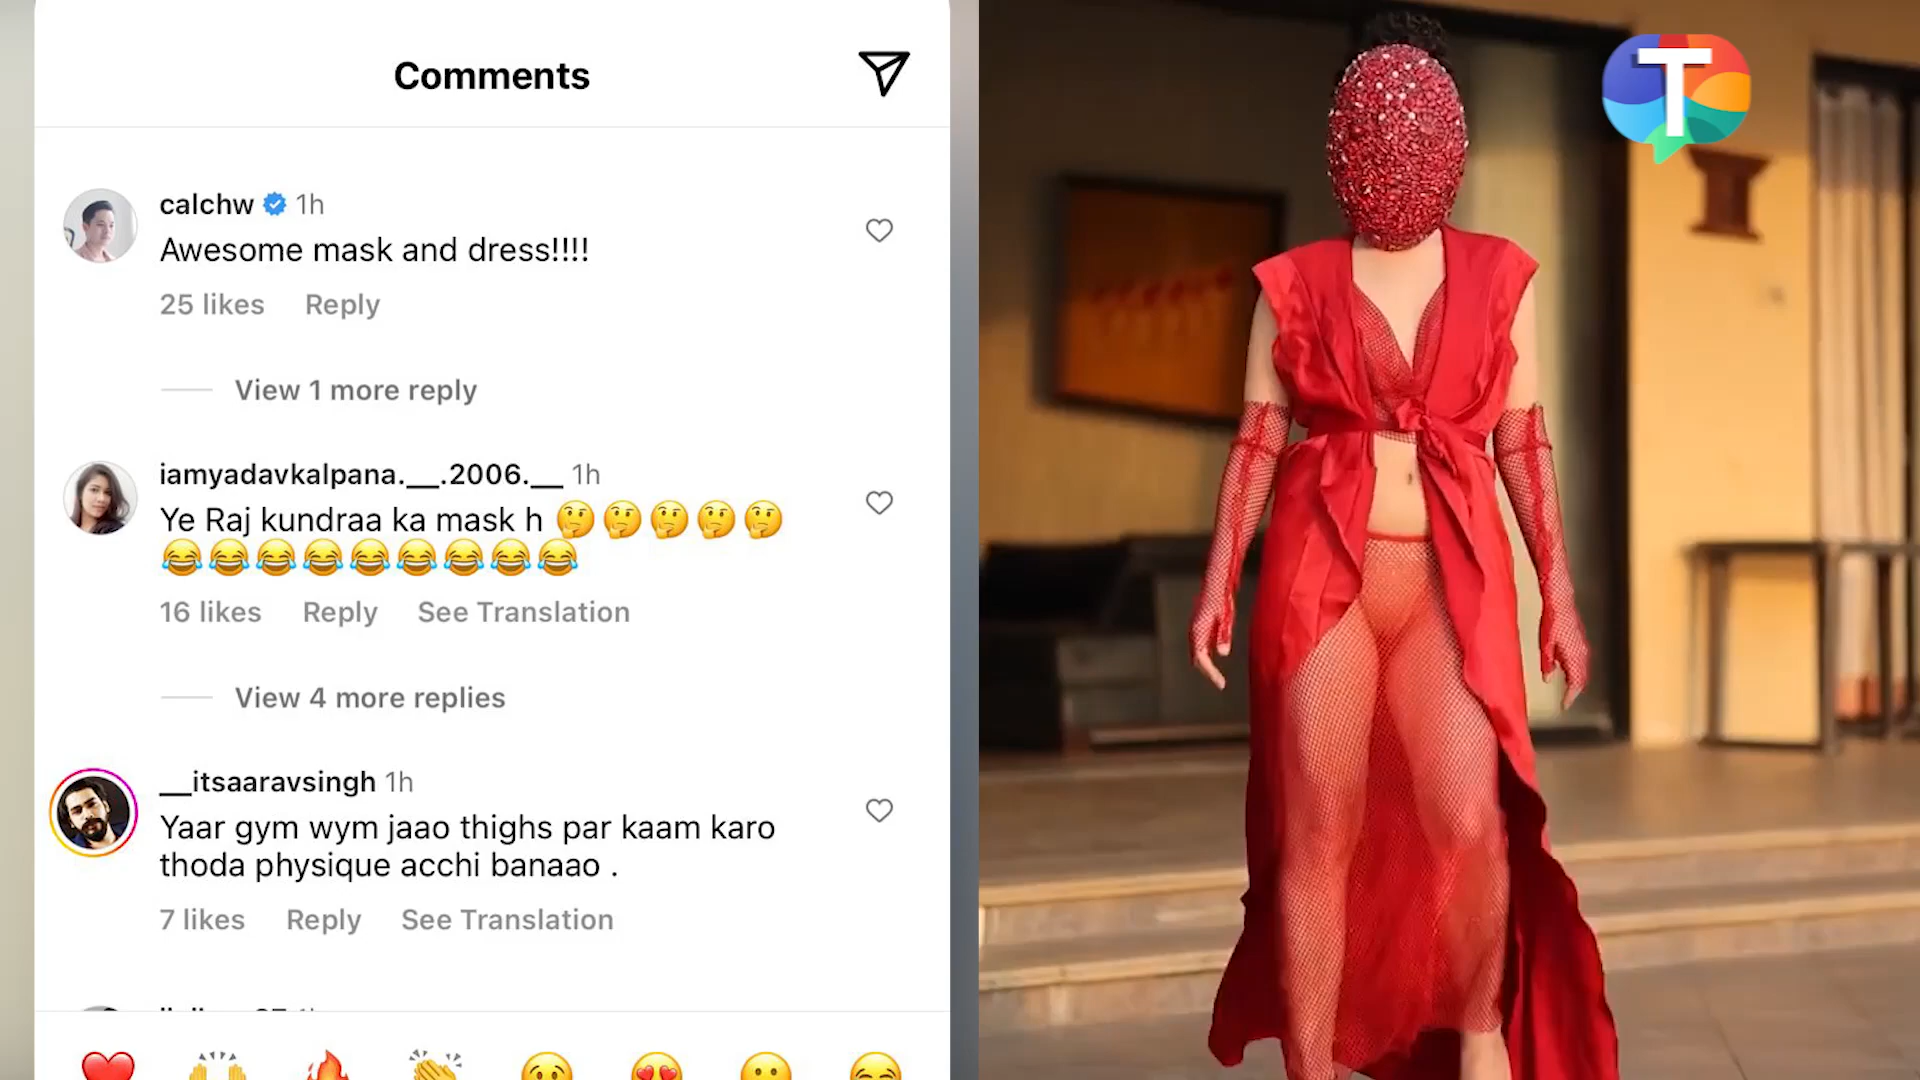 Comments
calchw 1h
Awesome mask and dress!!!!
25 likes Reply
View 1 more reply
iamyadavkalpana.__.2006.__ 1h
Ye Raj kundraa ka mask h 🤔🤔🤔🤔🤔
😂😂😂😂😂😂😂😂😂
16 likes Reply See Translation
View 4 more replies
__itsaaravsingh 1h
Yaar gym wym jaao thighs par kaam karo
thoda physique acchi banaao .
7 likes Reply See Translation
T